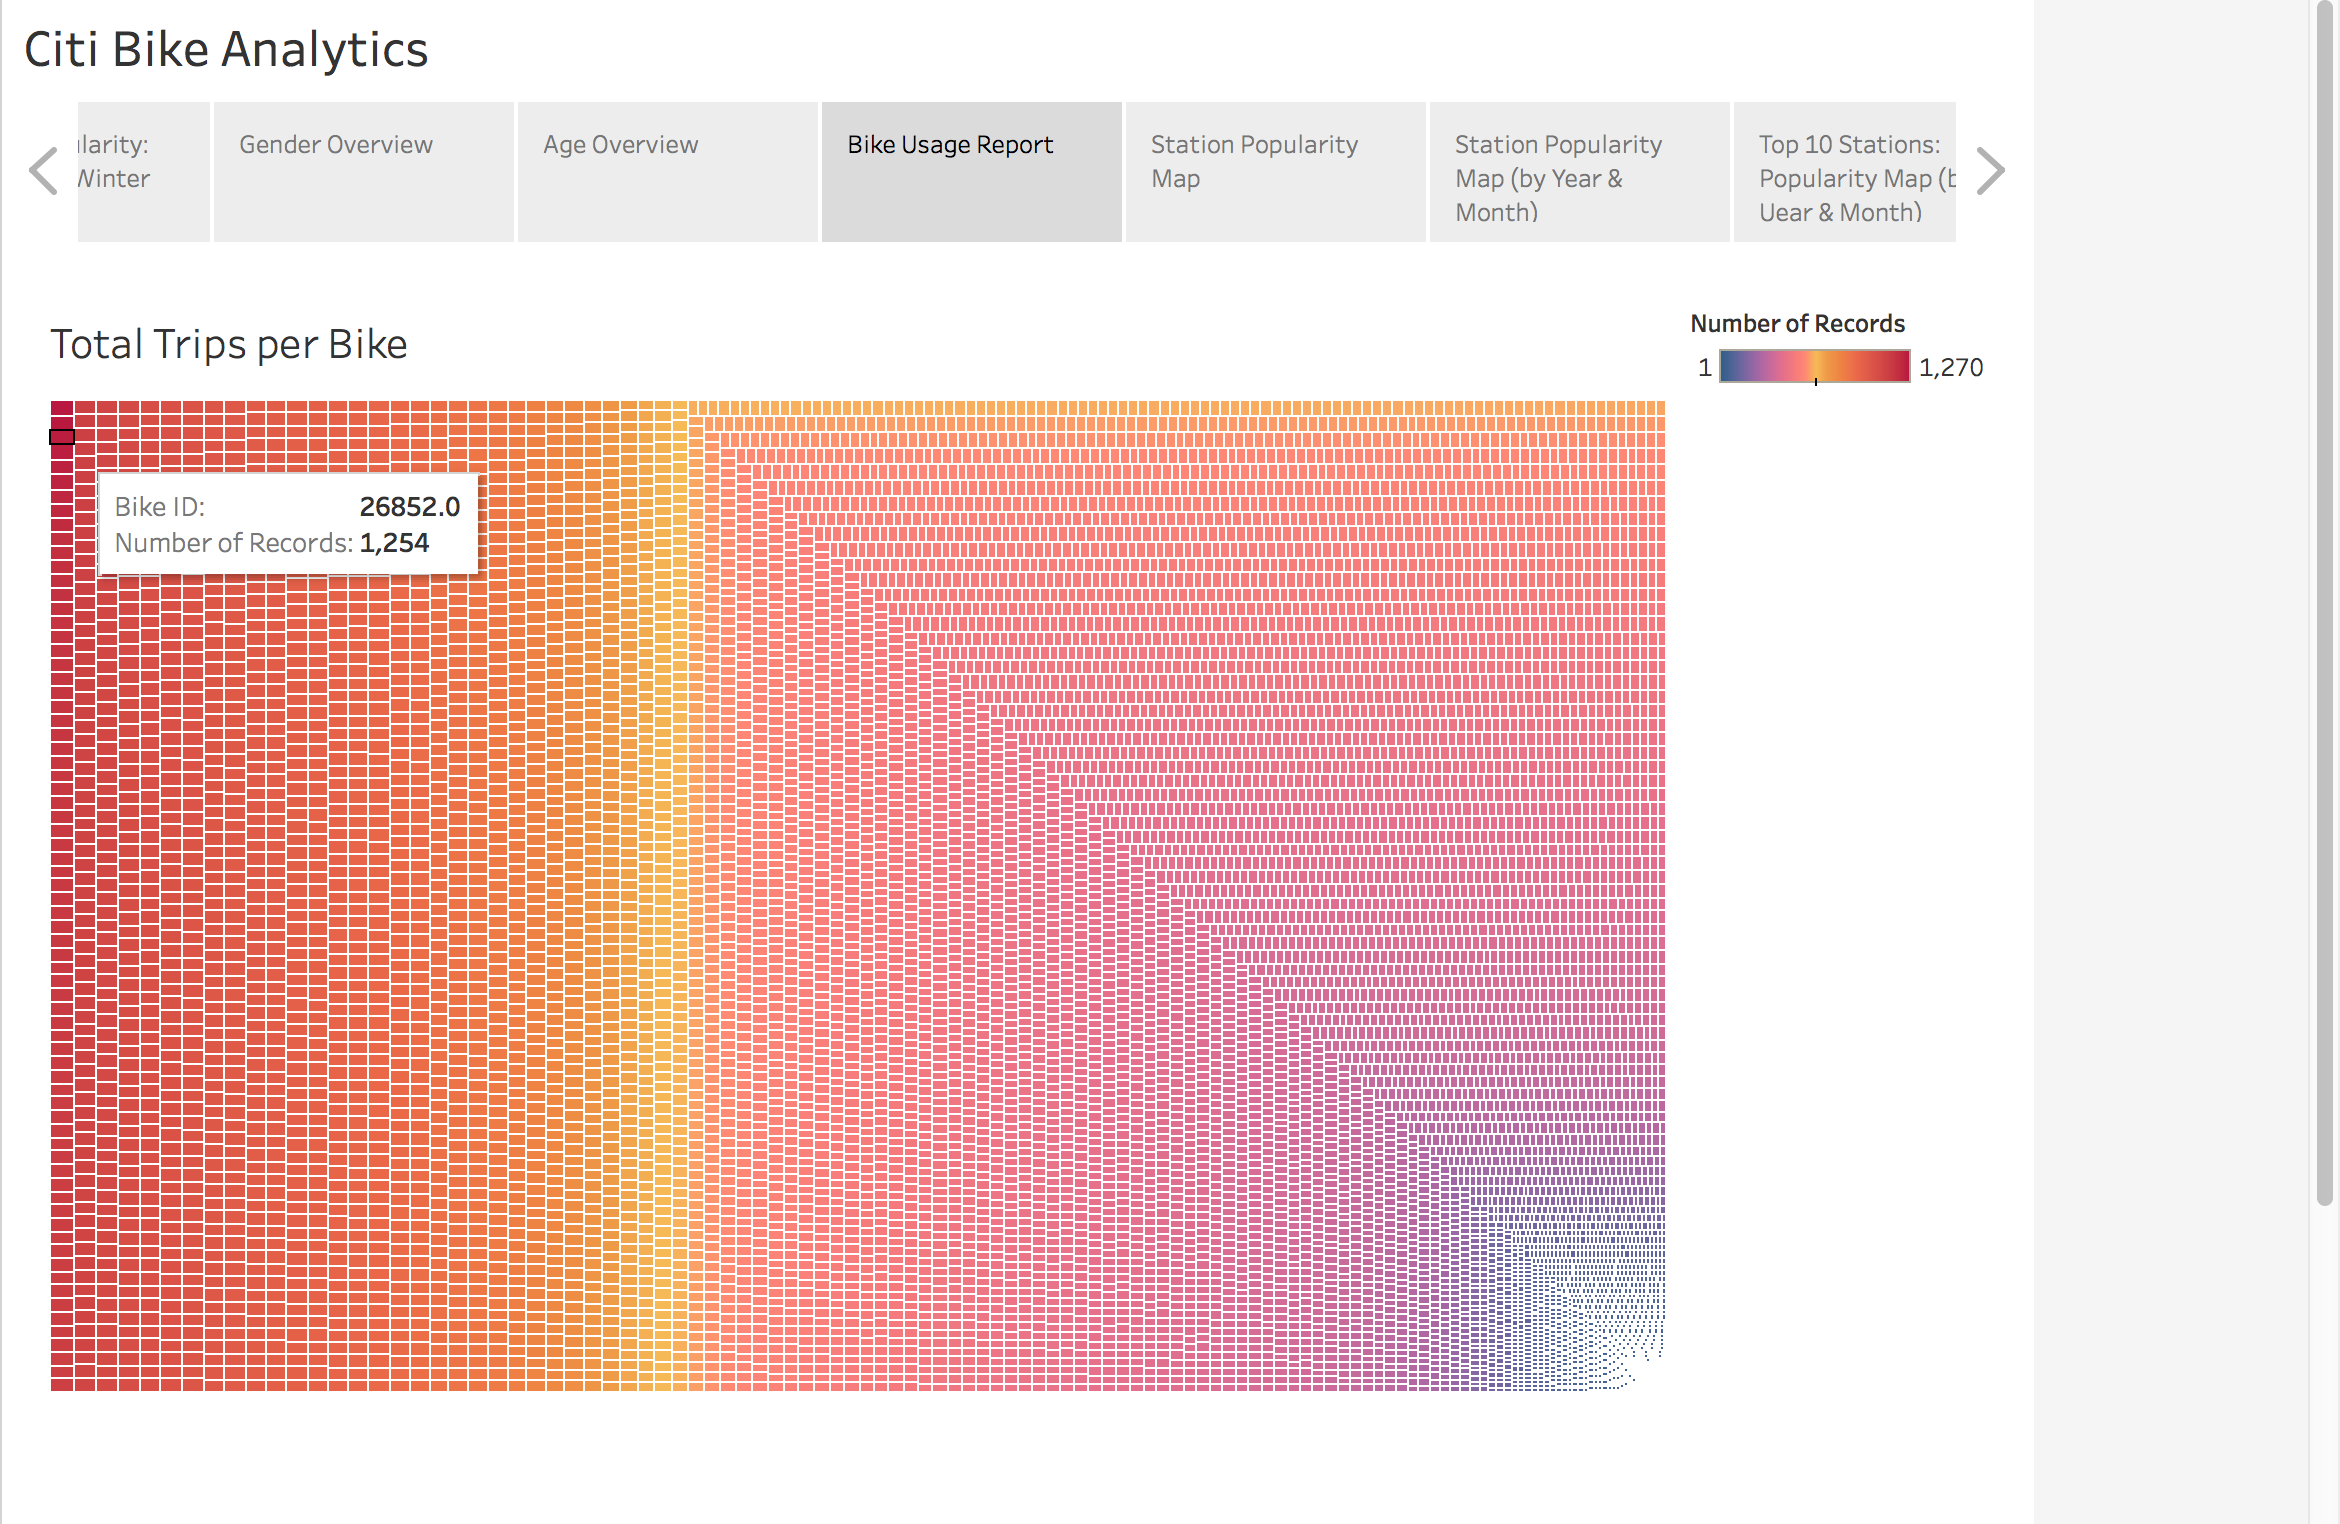 Citi Bike Analytics
larity:
Winter
Gender Overview
Age Overview
Bike Usage Report
Station Popularity
Map
Station Popularity
Map (by Year &
Month)
Top 10 Stations:
Popularity Map (b
Uear & Month)
Total Trips per Bike
Number of Records
1
1,270
Bike ID: 26852.0
Number of Records: 1,254